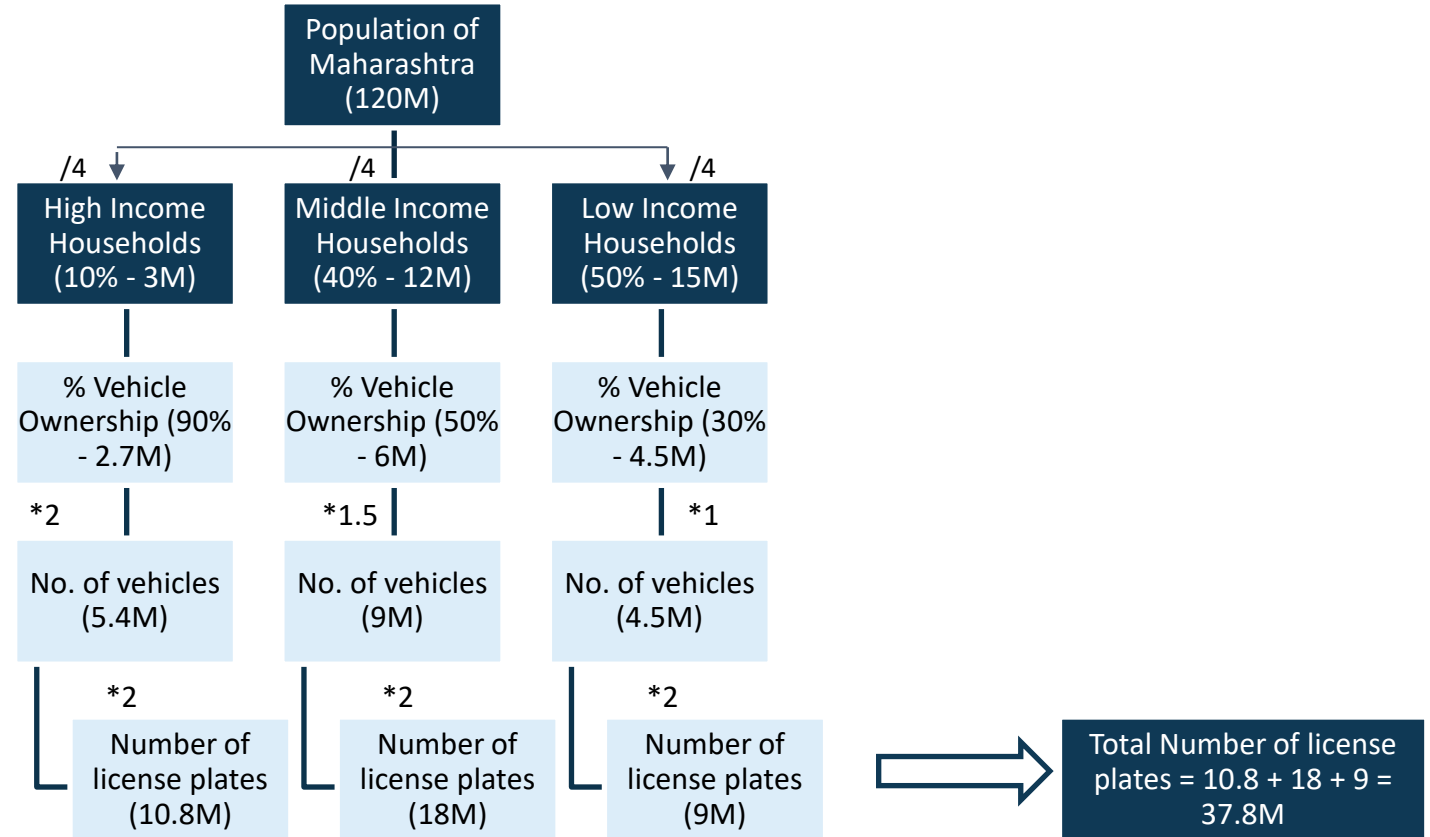 Population of
Maharashtra
(120M)
/4
/4
/4
High Income
Households
(10% - 3M)
Middle Income
Households
(40% - 12M)
Low Income
Households
(50% - 15M)
% Vehicle
Ownership (90%
- 2.7M)
% Vehicle
Ownership (50%
- 6M)
% Vehicle
Ownership (30%
- 4.5M)
*2
*1.5
*1
No. of vehicles
(5.4M)
No. of vehicles
(9M)
No. of vehicles
(4.5M)
*2
*2
*2
Number of
license plates
(10.8M)
Number of
license plates
(18M)
Number of
license plates
(9M)
Total Number of license
plates = 10.8 + 18 + 9 =
37.8M